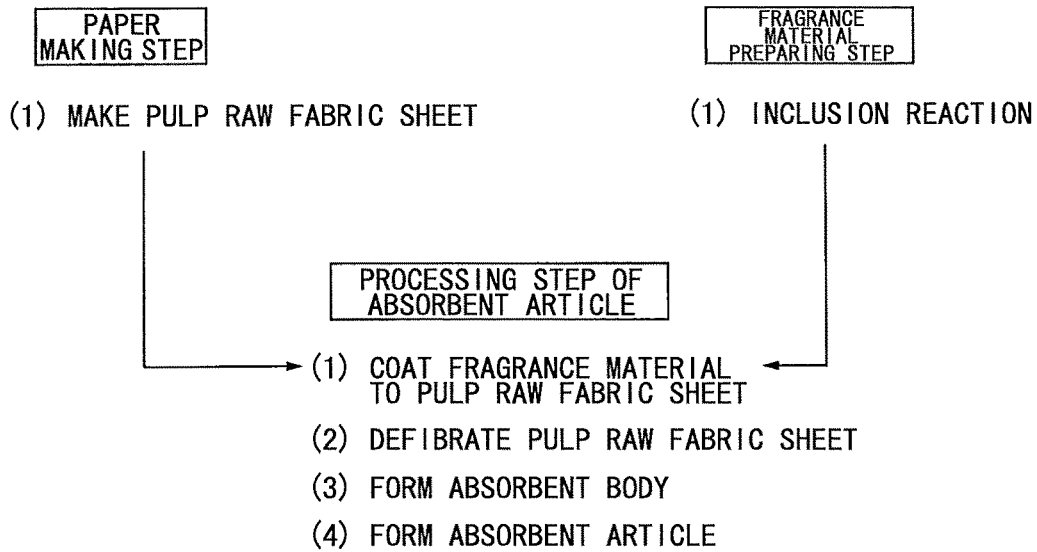 PAPER
MAKING STEP
(1) MAKE PULP RAW FABRIC SHEET
FRAGRANCE
MATERIAL
PREPARING STEP
(1) INCLUSION REACTION
PROCESSING STEP OF
ABSORBENT ARTICLE
(1) COAT FRAGRANCE MATERIAL
TO PULP RAW FABRIC SHEET
(2) DEFIBRATE PULP RAW FABRIC SHEET
(3) FORM ABSORBENT BODY
(4) FORM ABSORBENT ARTICLE